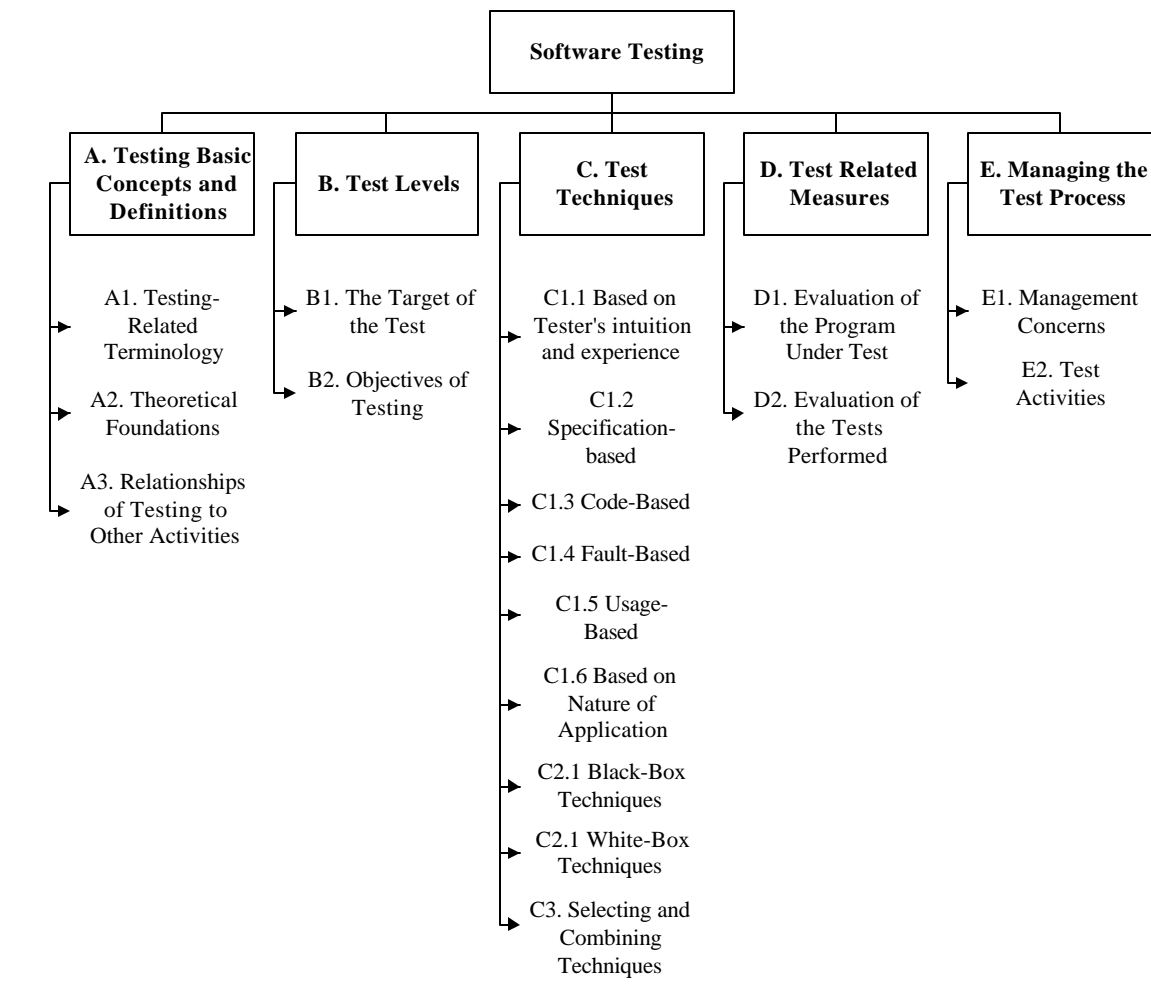 Software Testing
A. Testing Basic
Concepts and
Definitions
B. Test Levels
C. Test
Techniques
D. Test Related
Measures
E. Managing the
Test Process
A1. Testing-
Related
Terminology
A2. Theoretical
Foundations
A3. Relationships
of Testing to
Other Activities
B1. The Target of
the Test
B2. Objectives of
Testing
C1.1 Based on
Tester's intuition
and experience
C1.2
Specification-
based
C1.3 Code-Based
C1.4 Fault-Based
C1.5 Usage-
Based
C1.6 Based on
Nature of
Application
C2.1 Black-Box
Techniques
C2.1 White-Box
Techniques
C3. Selecting and
Combining
Techniques
D1. Evaluation of
the Program
Under Test
D2. Evaluation of
the Tests
Performed
E1. Management
Concerns
E2. Test
Activities